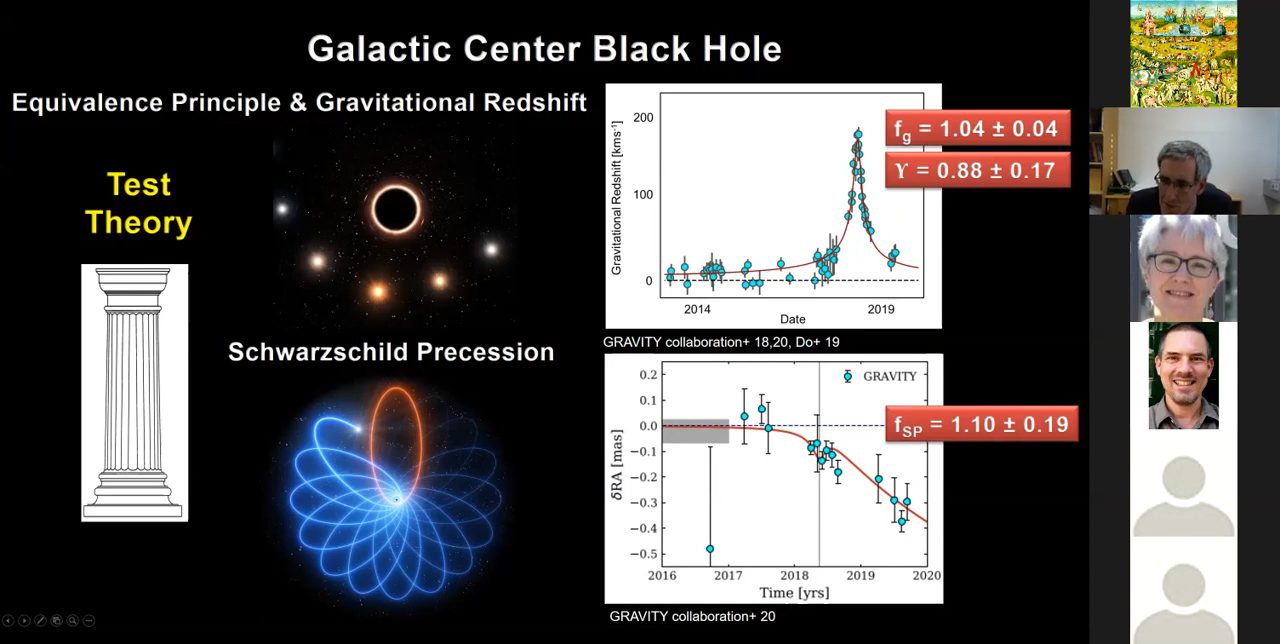 Galactic Center Black Hole
Equivalence Principle & Gravitational Redshift
Test
Theory
Schwarzschild Precession
Gravitational Redshift [kms⁻¹]
200
100
0
2014
2019
Date
f_g = 1.04 ± 0.04
ϒ = 0.88 ± 0.17
GRAVITY collaboration+ 18,20, Do+ 19
δRA [mas]
0.2
0.1
0.0
−0.1
−0.2
−0.3
−0.4
−0.5
GRAVITY
f_SP = 1.10 ± 0.19
2016 2017 2018 2019 2020
Time [yrs]
GRAVITY collaboration+ 20